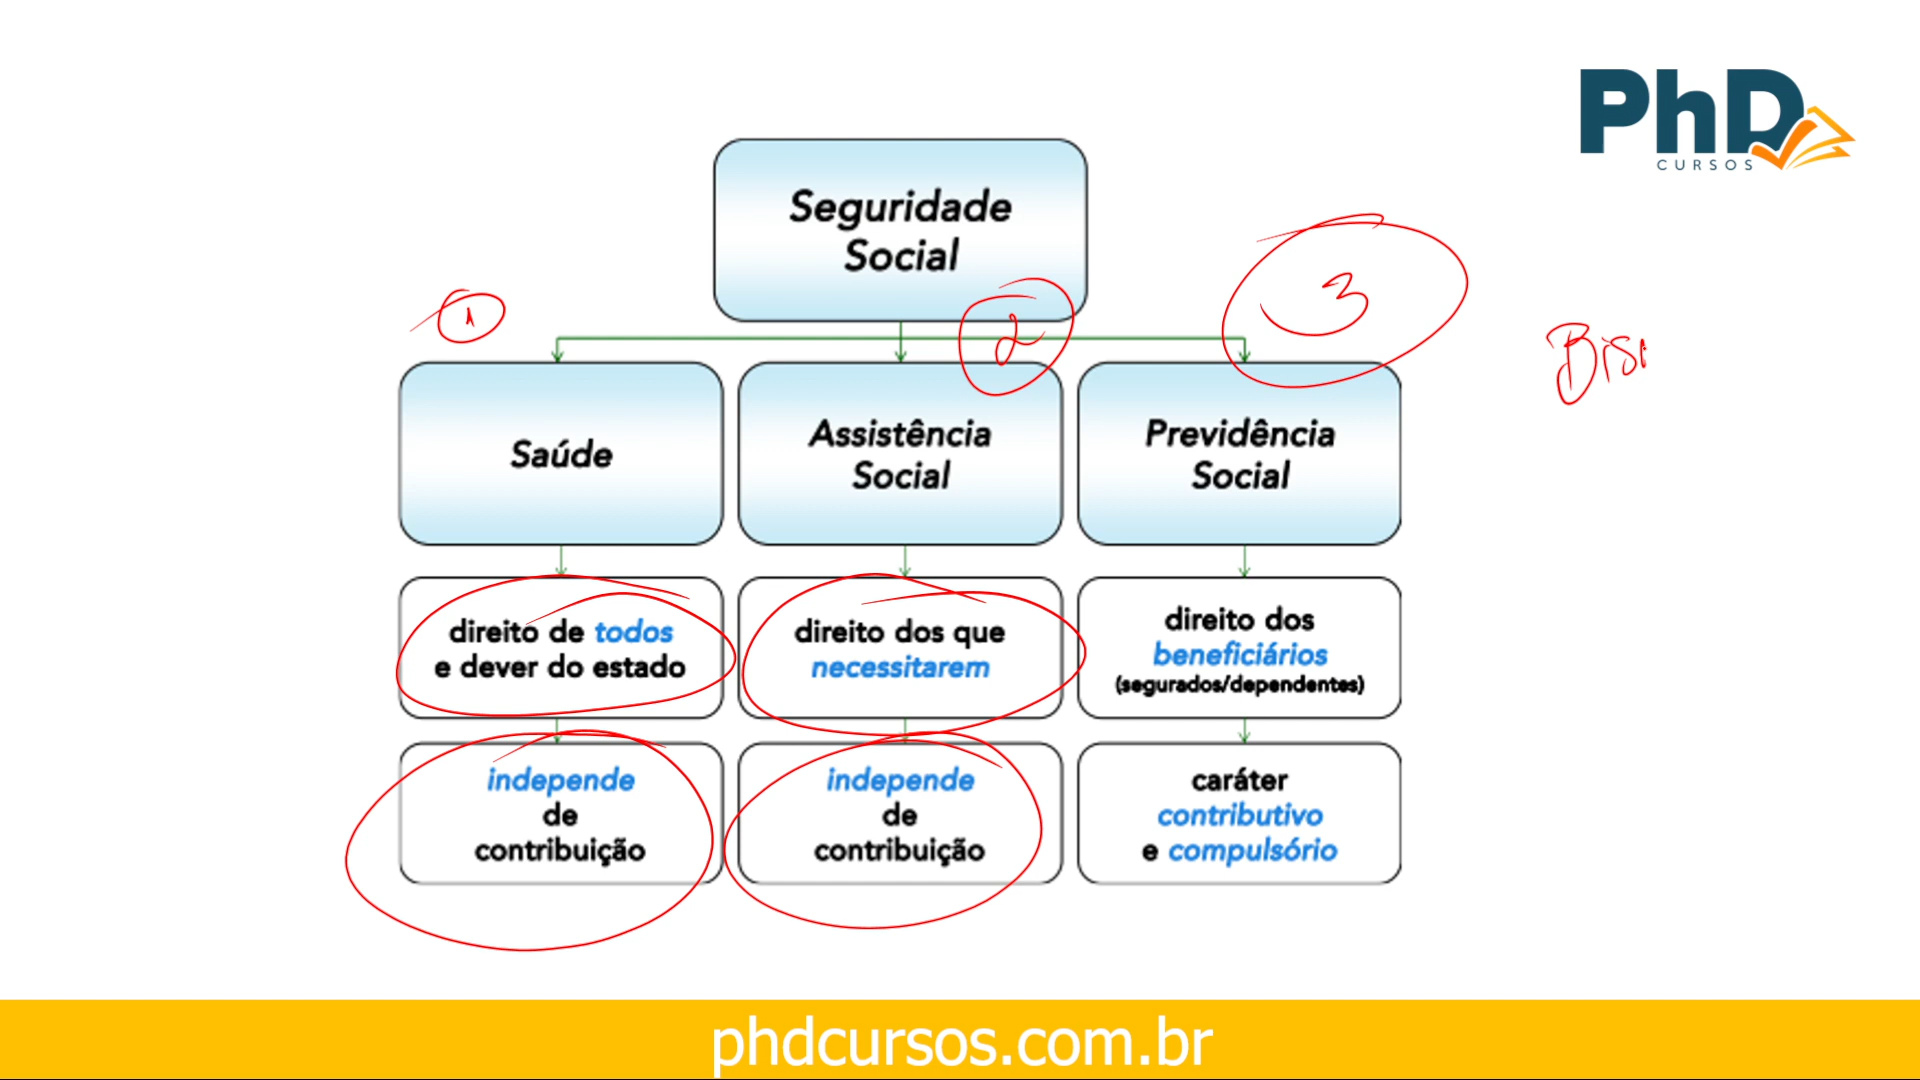 PhD
CURSOS
Seguridade
Social
1
2
3
Saúde
Assistência
Social
Previdência
Social
direito de todos
e dever do estado
direito dos que
necessitarem
direito dos
beneficiários
(segurados/dependentes)
independe
de
contribuição
independe
de
contribuição
caráter
contributivo
e compulsório
phdcursos.com.br